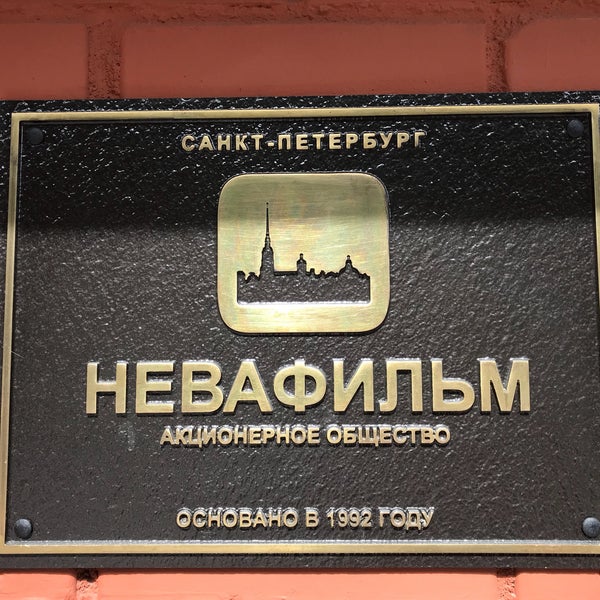 САНКТ-ПЕТЕРБУРГ
НЕВАФИЛЬМ
АКЦИОНЕРНОЕ ОБЩЕСТВО
ОСНОВАНО В 1992 ГОДУ